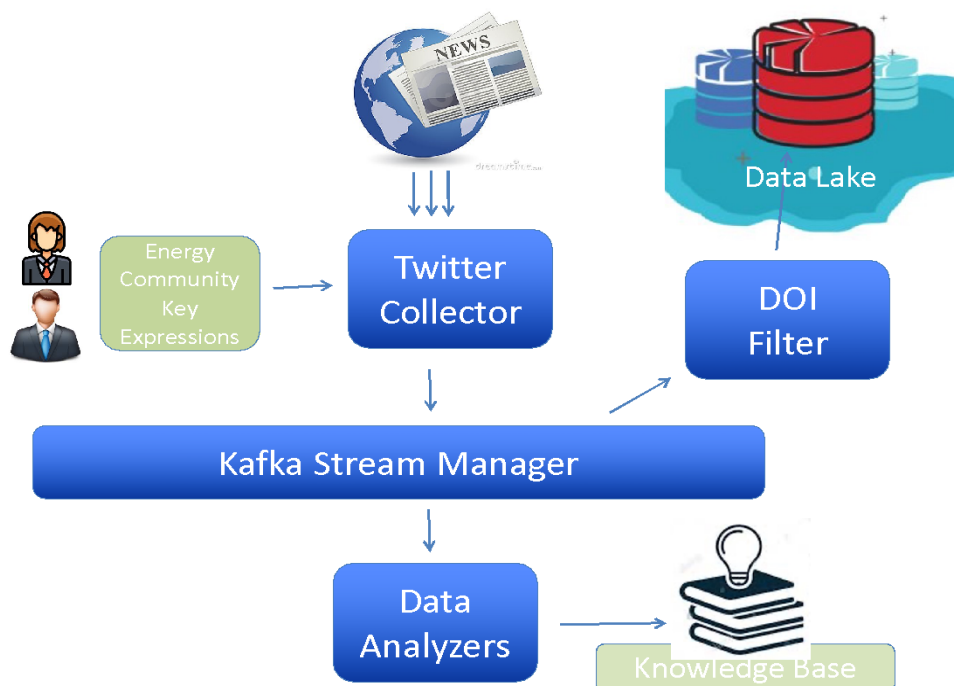 NEWS
Data Lake
Energy
Community
Key
Expressions
Twitter
Collector
DOI
Filter
Kafka Stream Manager
Data
Analyzers
Knowledge Base